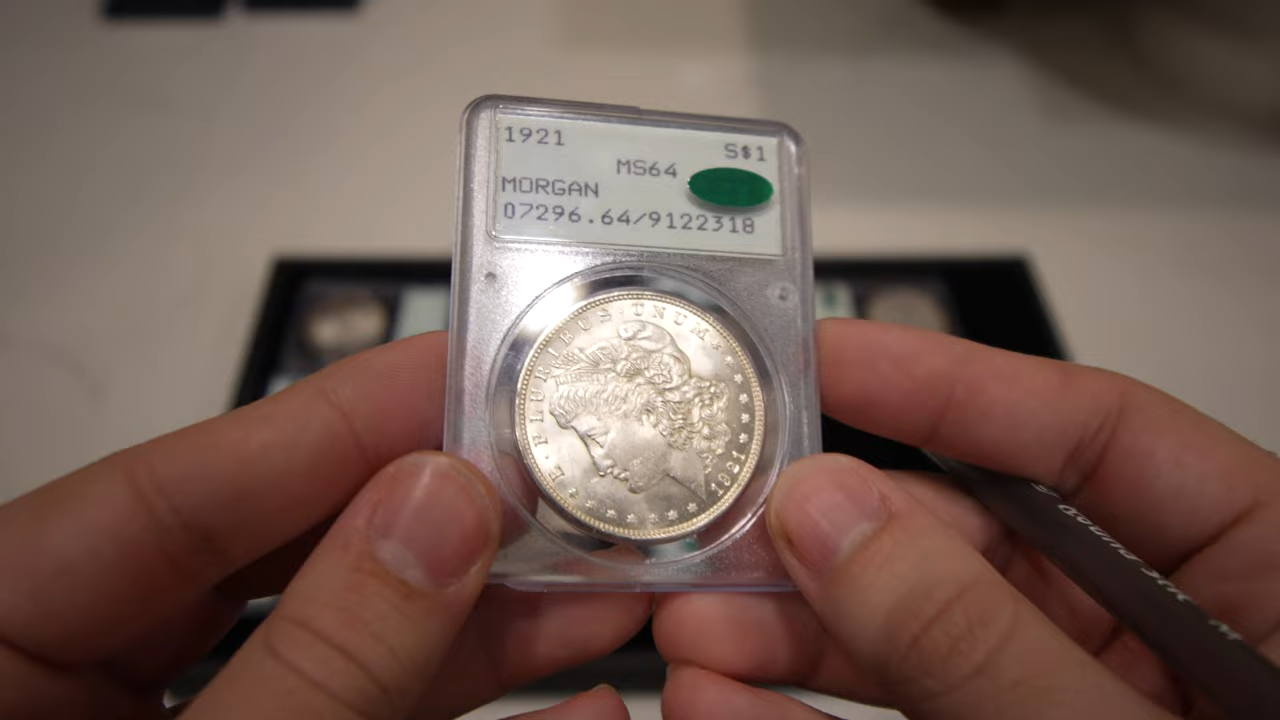 1921 S$1
MS64
MORGAN
07296.64/9122318
E·PLURIBUS·UNUM
1921